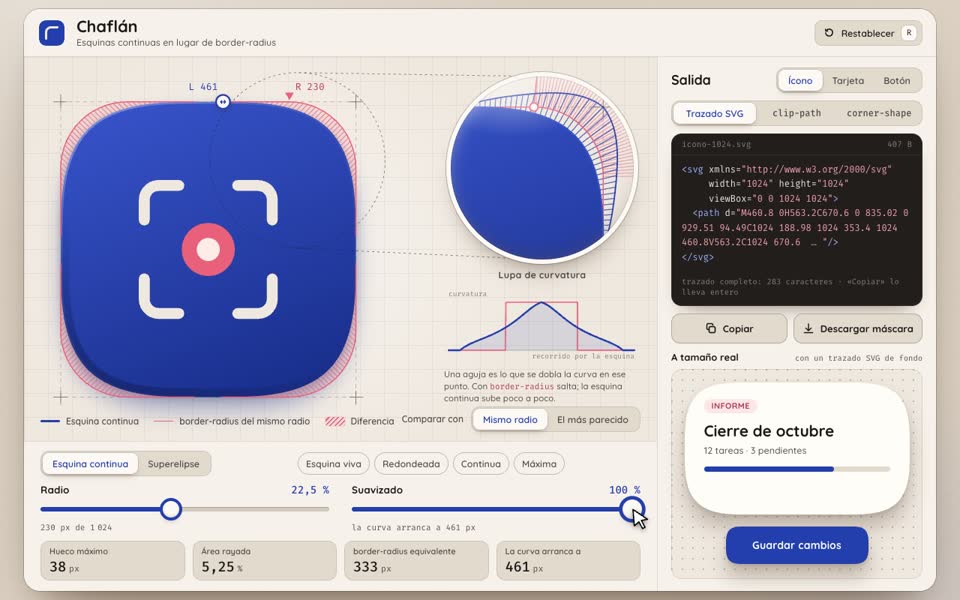 Chaflán
Esquinas continuas en lugar de border-radius
Restablecer R
L 461
R 230
Lupa de curvatura
curvatura
recorrido por la esquina
Una aguja es lo que se dobla la curva en ese
punto. Con border-radius salta; la esquina
continua sube poco a poco.
Esquina continua
border-radius del mismo radio
Diferencia
Comparar con
Mismo radio
El más parecido
Esquina continua
Superelipse
Esquina viva
Redondeada
Continua
Máxima
Radio
22,5 %
230 px de 1024
Suavizado
100 %
la curva arranca a 461 px
Hueco máximo
38 px
Área rayada
5,25 %
border-radius equivalente
333 px
La curva arranca a
461 px
Salida
Ícono
Tarjeta
Botón
Trazado SVG
clip-path
corner-shape
icono-1024.svg
407 B
<svg xmlns="http://www.w3.org/2000/svg"
width="1024" height="1024"
viewBox="0 0 1024 1024">
<path d="M460.8 0H563.2C670.6 0 835.02 0
929.51 94.49C1024 188.98 1024 353.4 1024
460.8V563.2C1024 670.6 … "/>
</svg>
trazado completo: 283 caracteres · «Copiar» lo
lleva entero
Copiar
Descargar máscara
A tamaño real
con un trazado SVG de fondo
INFORME
Cierre de octubre
12 tareas · 3 pendientes
Guardar cambios